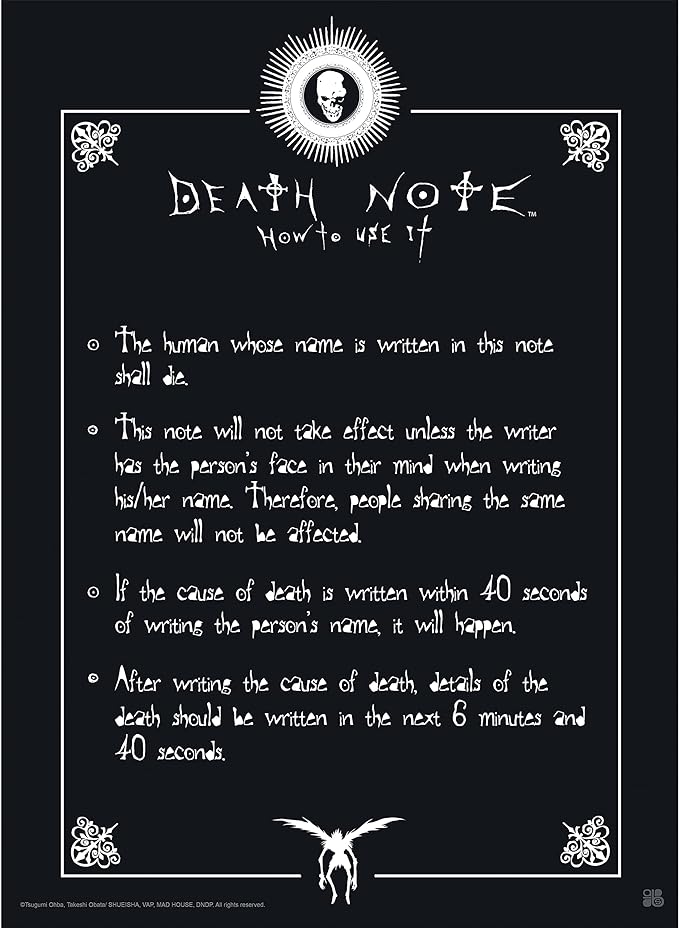 DEATH NOTE™
HOW to USE It
The human whose name is written in this note
shall die.
This note will not take effect unless the writer
has the person's face in their mind when writing
his/her name. Therefore, people sharing the same
name will not be affected.
If the cause of death is written within 40 seconds
of writing the person's name, it will happen.
After writing the cause of death, details of the
death should be written in the next 6 minutes and
40 seconds.
©Tsugumi Ohba, Takeshi Obata/ SHUEISHA, VAP, MAD HOUSE, DNDP. All rights reserved.